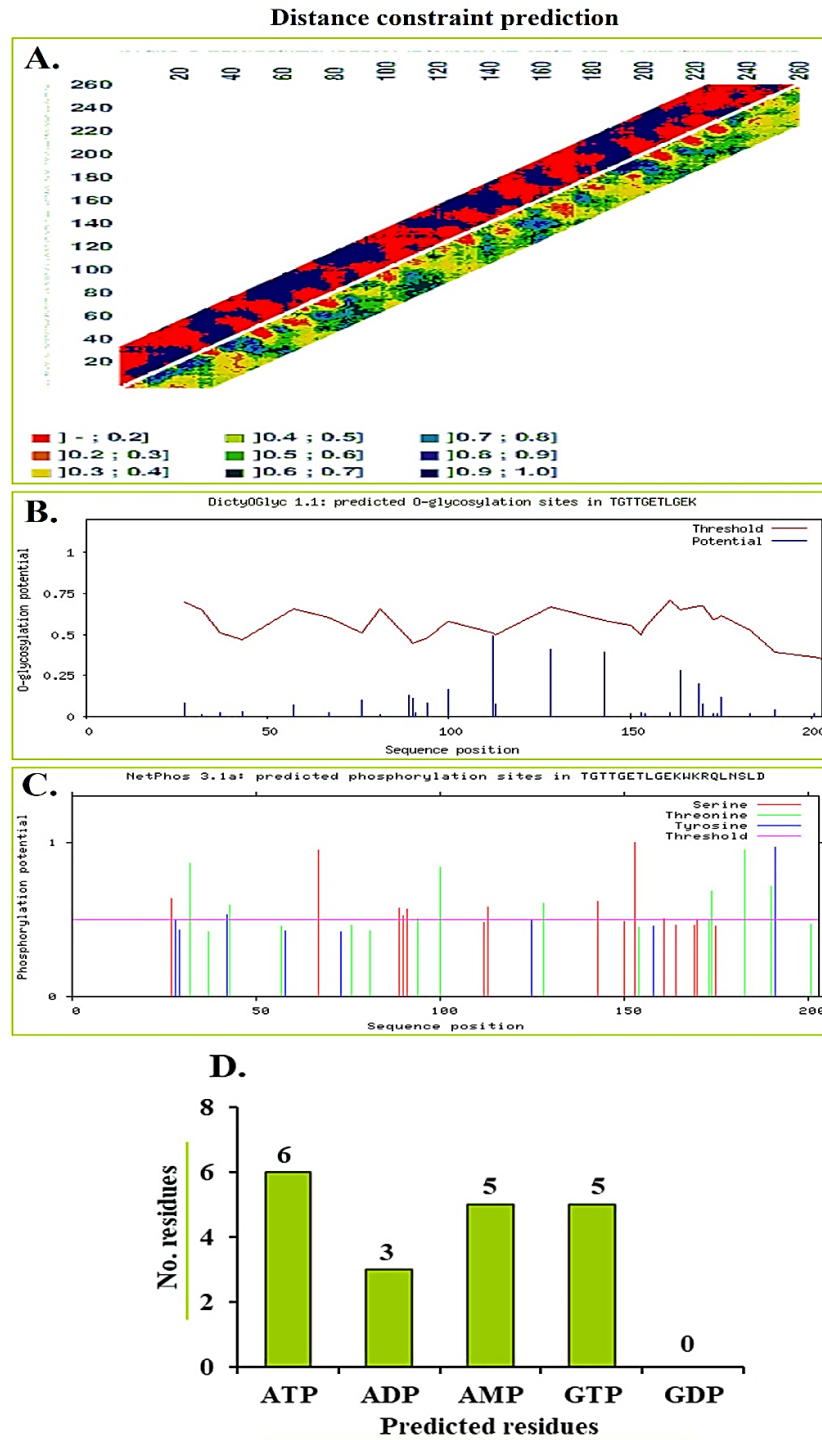 Distance constraint prediction
A.
20 40 60 80 100 120 140 160 180 200 220 240 260
260
240
220
200
180
160
140
120
100
80
60
40
20
] - ; 0.2] ]0.4 ; 0.5] ]0.7 ; 0.8]
]0.2 ; 0.3] ]0.5 ; 0.6] ]0.8 ; 0.9]
]0.3 ; 0.4] ]0.6 ; 0.7] ]0.9 ; 1.0]
B.
DictyOGlyc 1.1: predicted O-glycosylation sites in TGTTGETLGEK
Threshold
Potential
O-glycosylation potential
1
0.75
0.5
0.25
0
0 50 100 150 200
Sequence position
C.
NetPhos 3.1a: predicted phosphorylation sites in TGTTGETLGEKWKRQLNSLD
Serine
Threonine
Tyrosine
Threshold
Phosphorylation potential
1
0
0 50 100 150 200
Sequence position
D.
No. residues
8
6
4
2
0
6
3
5
5
0
ATP ADP AMP GTP GDP
Predicted residues